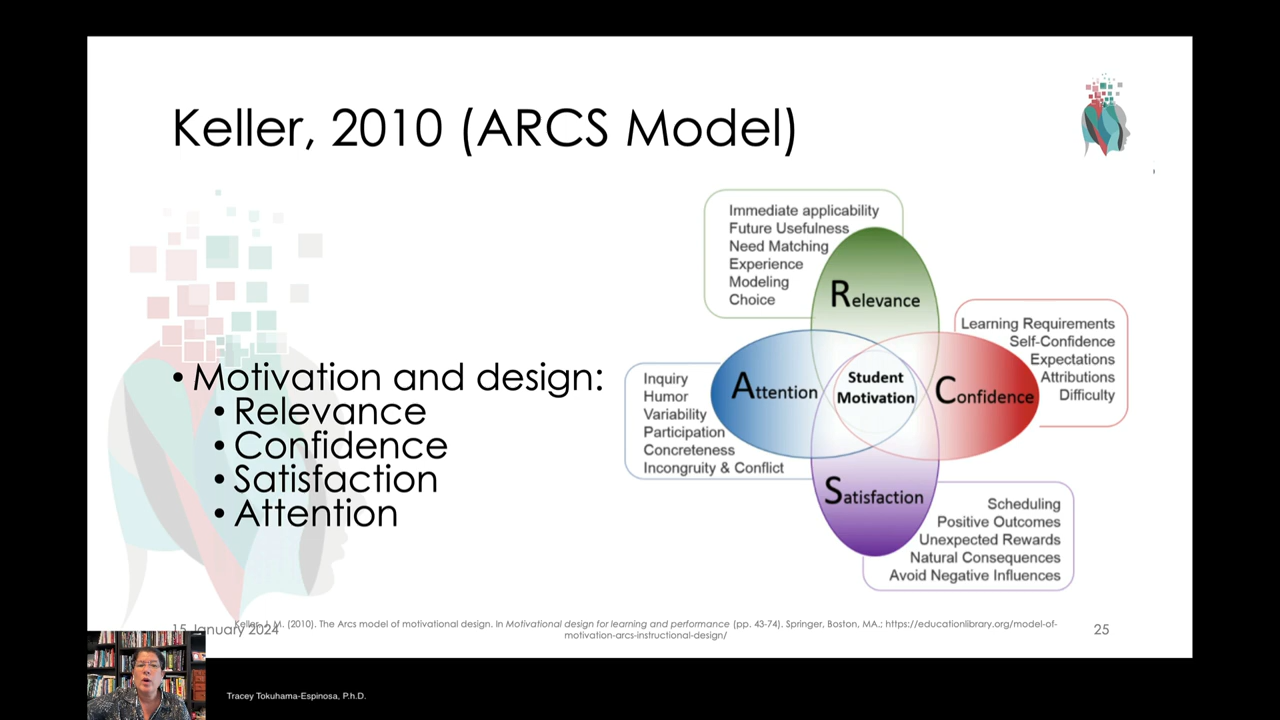 Keller, 2010 (ARCS Model)
• Motivation and design:
• Relevance
• Confidence
• Satisfaction
• Attention
Immediate applicability
Future Usefulness
Need Matching
Experience
Modeling
Choice
Relevance
Learning Requirements
Self-Confidence
Expectations
Attributions
Difficulty
Confidence
Student
Motivation
Attention
Inquiry
Humor
Variability
Participation
Concreteness
Incongruity & Conflict
Satisfaction
Scheduling
Positive Outcomes
Unexpected Rewards
Natural Consequences
Avoid Negative Influences
15 January 2024
Keller, J. M. (2010). The Arcs model of motivational design. In Motivational design for learning and performance (pp. 43-74). Springer, Boston, MA.; https://educationlibrary.org/model-of-
motivation-arcs-instructional-design/
25
Tracey Tokuhama-Espinosa, P.h.D.